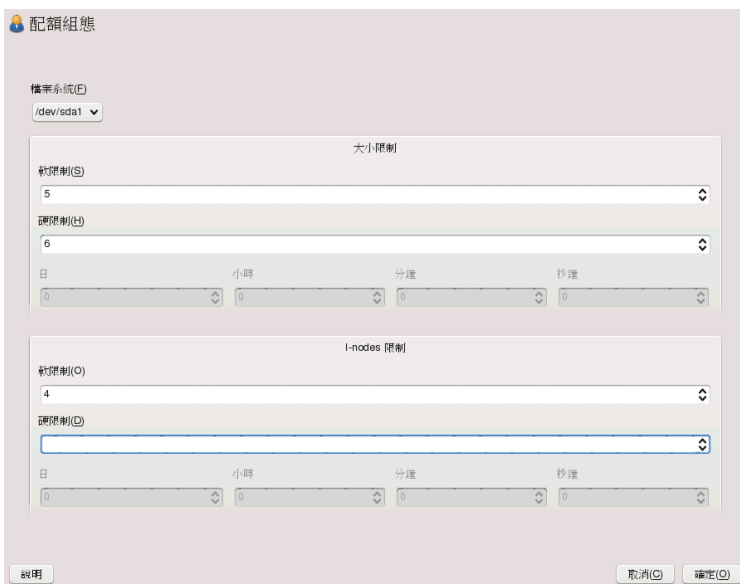 配額組態
檔案系統(F)
/dev/sda1
大小限制
軟限制(S)
5
硬限制(H)
6
日 小時 分鐘 秒鐘
0 0 0 0
I-nodes 限制
軟限制(O)
4
硬限制(D)
日 小時 分鐘 秒鐘
0 0 0 0
說明 取消(C) 確定(O)